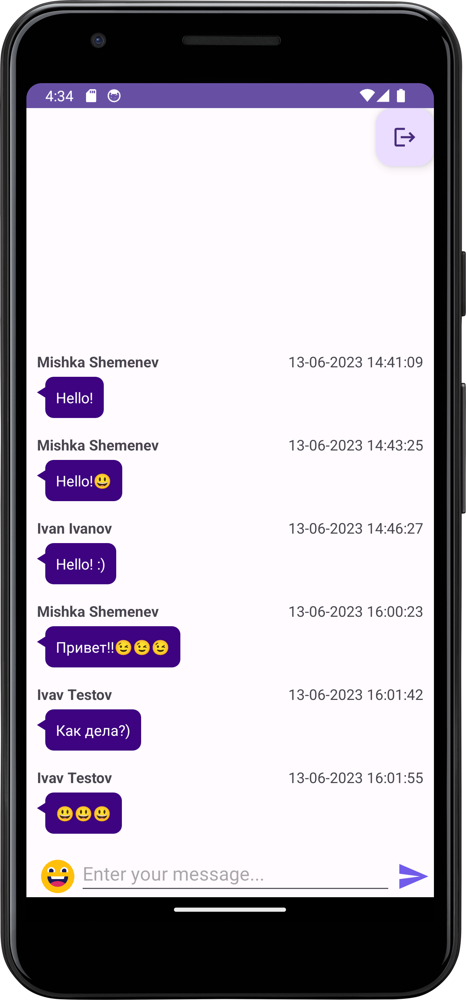 4:34
Mishka Shemenev 13-06-2023 14:41:09
Hello!
Mishka Shemenev 13-06-2023 14:43:25
Hello!😃
Ivan Ivanov 13-06-2023 14:46:27
Hello! :)
Mishka Shemenev 13-06-2023 16:00:23
Привет!!😉😉😉
Ivav Testov 13-06-2023 16:01:42
Как дела?)
Ivav Testov 13-06-2023 16:01:55
😃😃😃
Enter your message...